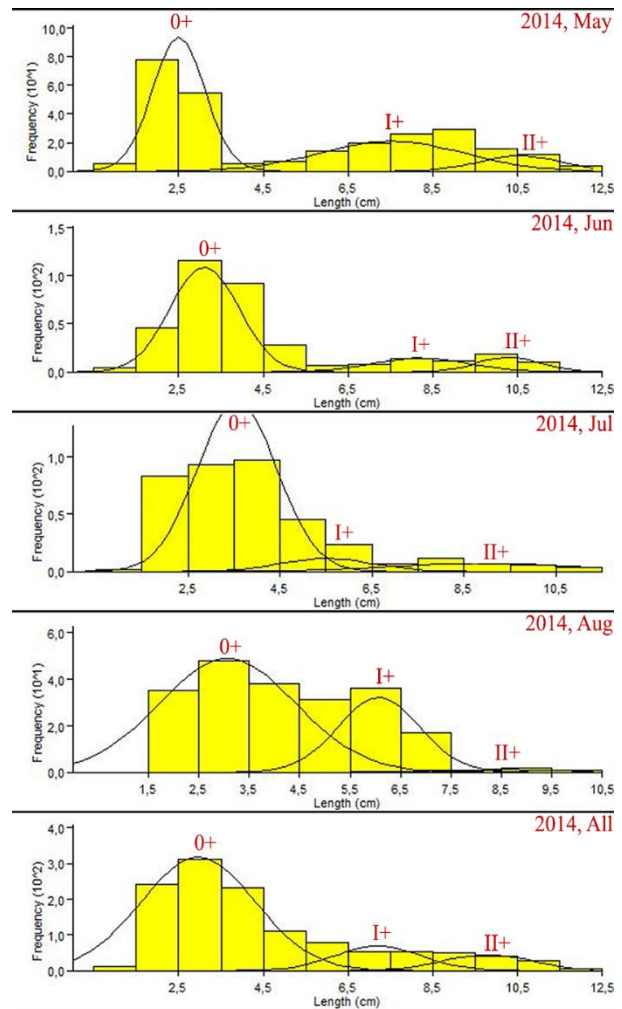 2014, May
0+
I+
II+
Frequency (10^1)
10,0
8,0
6,0
4,0
2,0
0,0
2,5 4,5 6,5 8,5 10,5 12,5
Length (cm)
2014, Jun
0+
I+
II+
Frequency (10^2)
1,5
1,0
0,5
0,0
2,5 4,5 6,5 8,5 10,5 12,5
Length (cm)
2014, Jul
0+
I+
II+
Frequency (10^2)
1,0
0,5
0,0
2,5 4,5 6,5 8,5 10,5
Length (cm)
2014, Aug
0+
I+
II+
Frequency (10^1)
6,0
4,0
2,0
0,0
1,5 2,5 3,5 4,5 5,5 6,5 7,5 8,5 9,5 10,5
Length (cm)
2014, All
0+
I+
II+
Frequency (10^2)
4,0
3,0
2,0
1,0
0,0
2,5 4,5 6,5 8,5 10,5 12,5
Length (cm)